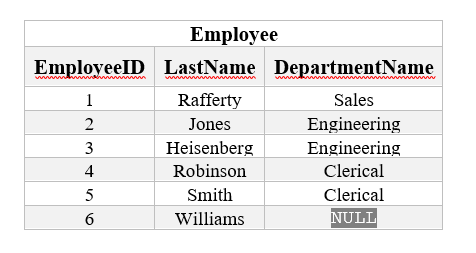 Employee
EmployeeID LastName DepartmentName
1 Rafferty Sales
2 Jones Engineering
3 Heisenberg Engineering
4 Robinson Clerical
5 Smith Clerical
6 Williams NULL